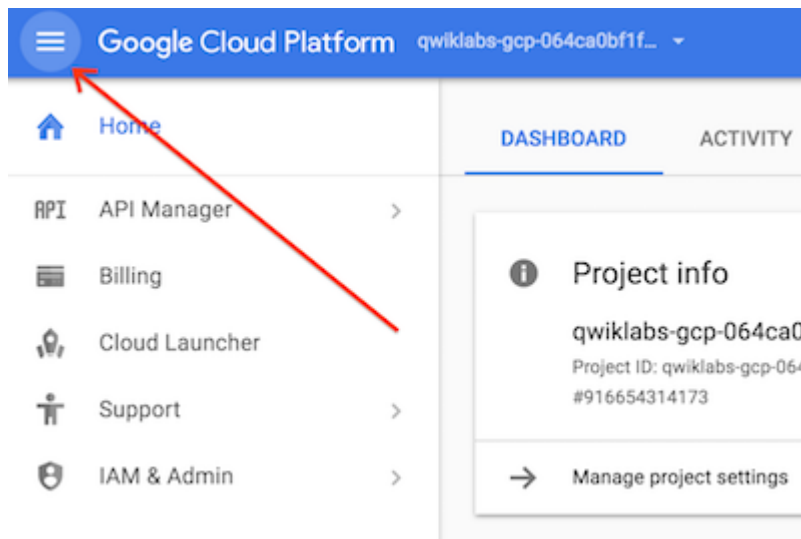 Google Cloud Platform qwiklabs-gcp-064ca0bf1f...
Home
API API Manager
Billing
Cloud Launcher
Support
IAM & Admin
DASHBOARD ACTIVITY
Project info
qwiklabs-gcp-064ca0
Project ID: qwiklabs-gcp-064
#916654314173
Manage project settings